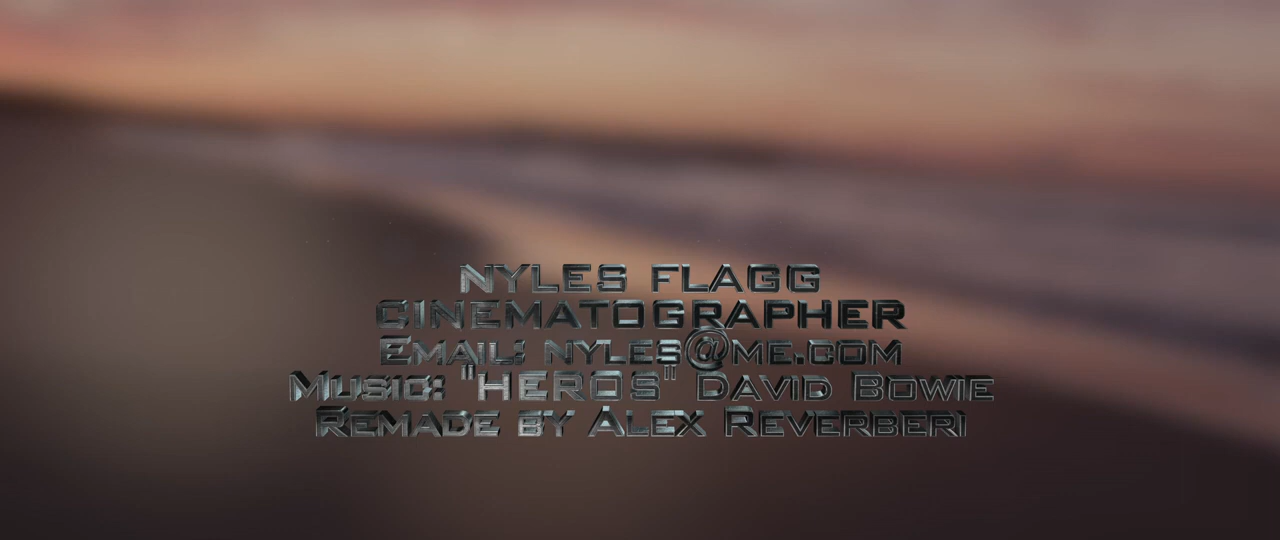 NYLES FLAGG
CINEMATOGRAPHER
EMAIL: NYLES@ME.COM
MUSIC: "HEROS" DAVID BOWIE
REMADE BY ALEX REVERBERI